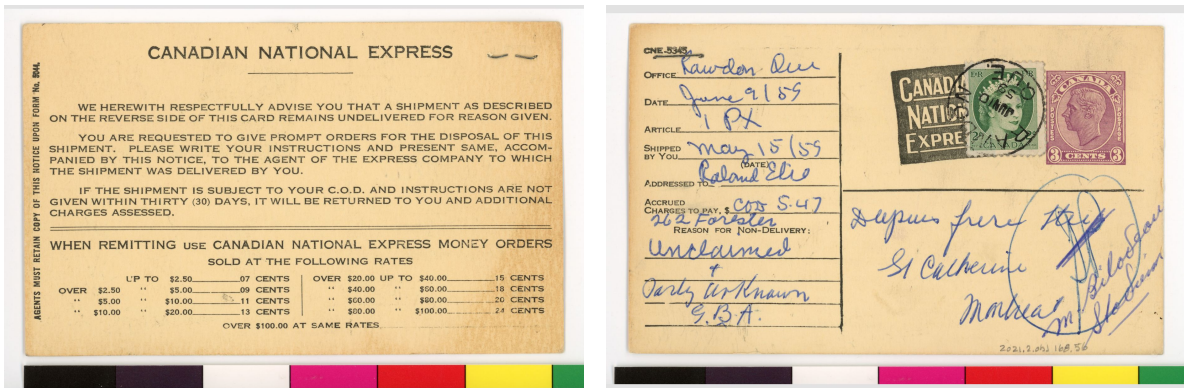 CANADIAN NATIONAL EXPRESS
AGENTS MUST RETAIN COPY OF THIS NOTICE UPON FORM No. 5044.
WE HEREWITH RESPECTFULLY ADVISE YOU THAT A SHIPMENT AS DESCRIBED
ON THE REVERSE SIDE OF THIS CARD REMAINS UNDELIVERED FOR REASON GIVEN.
YOU ARE REQUESTED TO GIVE PROMPT ORDERS FOR THE DISPOSAL OF THIS
SHIPMENT. PLEASE WRITE YOUR INSTRUCTIONS AND PRESENT SAME, ACCOM-
PANIED BY THIS NOTICE, TO THE AGENT OF THE EXPRESS COMPANY TO WHICH
THE SHIPMENT WAS DELIVERED BY YOU.
IF THE SHIPMENT IS SUBJECT TO YOUR C.O.D. AND INSTRUCTIONS ARE NOT
GIVEN WITHIN THIRTY (30) DAYS, IT WILL BE RETURNED TO YOU AND ADDITIONAL
CHARGES ASSESSED.
WHEN REMITTING USE CANADIAN NATIONAL EXPRESS MONEY ORDERS
SOLD AT THE FOLLOWING RATES
UP TO $2.50 07 CENTS OVER $20.00 UP TO $40.00 15 CENTS
OVER $2.50 " $5.00 09 CENTS " $40.00 " $60.00 18 CENTS
" $5.00 " $10.00 11 CENTS " $60.00 " $80.00 20 CENTS
" $10.00 " $20.00 13 CENTS " $80.00 " $100.00 24 CENTS
OVER $100.00 AT SAME RATES
CNE-5345
OFFICE Rawdon Que
DATE June 9/59
ARTICLE 1 PX
SHIPPED BY YOU May 15/59
(DATE)
ADDRESSED TO Roland Elie
ACCRUED CHARGES TO PAY, $ COD 5.47
262 Forester
REASON FOR NON-DELIVERY:
Unclaimed
+
Party unknown
G.B.A.
CANADA
NATIO
EXPRE
CANADA
3 CENTS 3
Dupuis frere
St Catherine
Montreal
Bilodeau
2021.2.obj 168.56